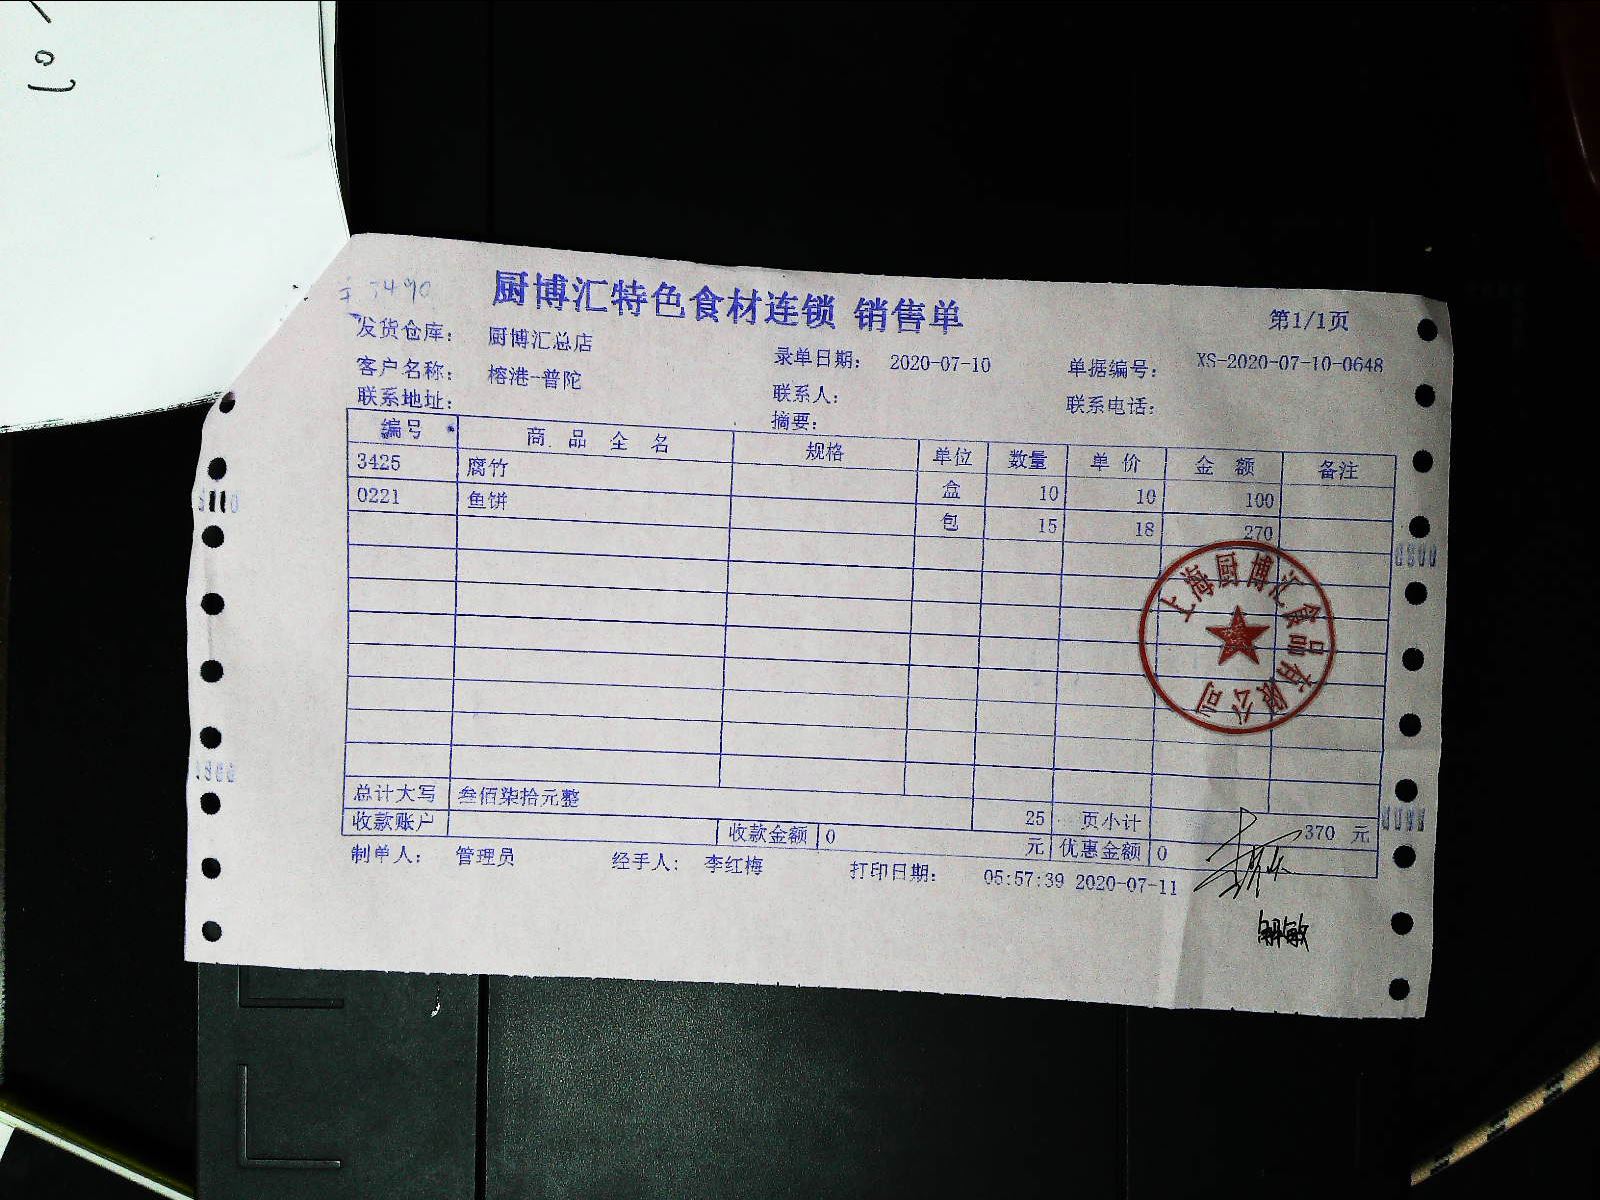 厨博汇特色食材连锁 销售单
第1/1页
发货仓库： 厨博汇总店 录单日期： 2020-07-10 单据编号： XS-2020-07-10-0648
客户名称： 榕港-普陀 联系人： 联系电话：
联系地址： 摘要：
编号 商 品 全 名 规格 单位 数量 单 价 金 额 备注
3425 腐竹 盒 10 10 100
0221 鱼饼 包 15 18 270
上海厨博汇食品有限公司
总计大写 叁佰柒拾元整 25 页小计 370 元
收款账户 收款金额 0 元 优惠金额 0
制单人： 管理员 经手人： 李红梅 打印日期： 05:57:39 2020-07-11